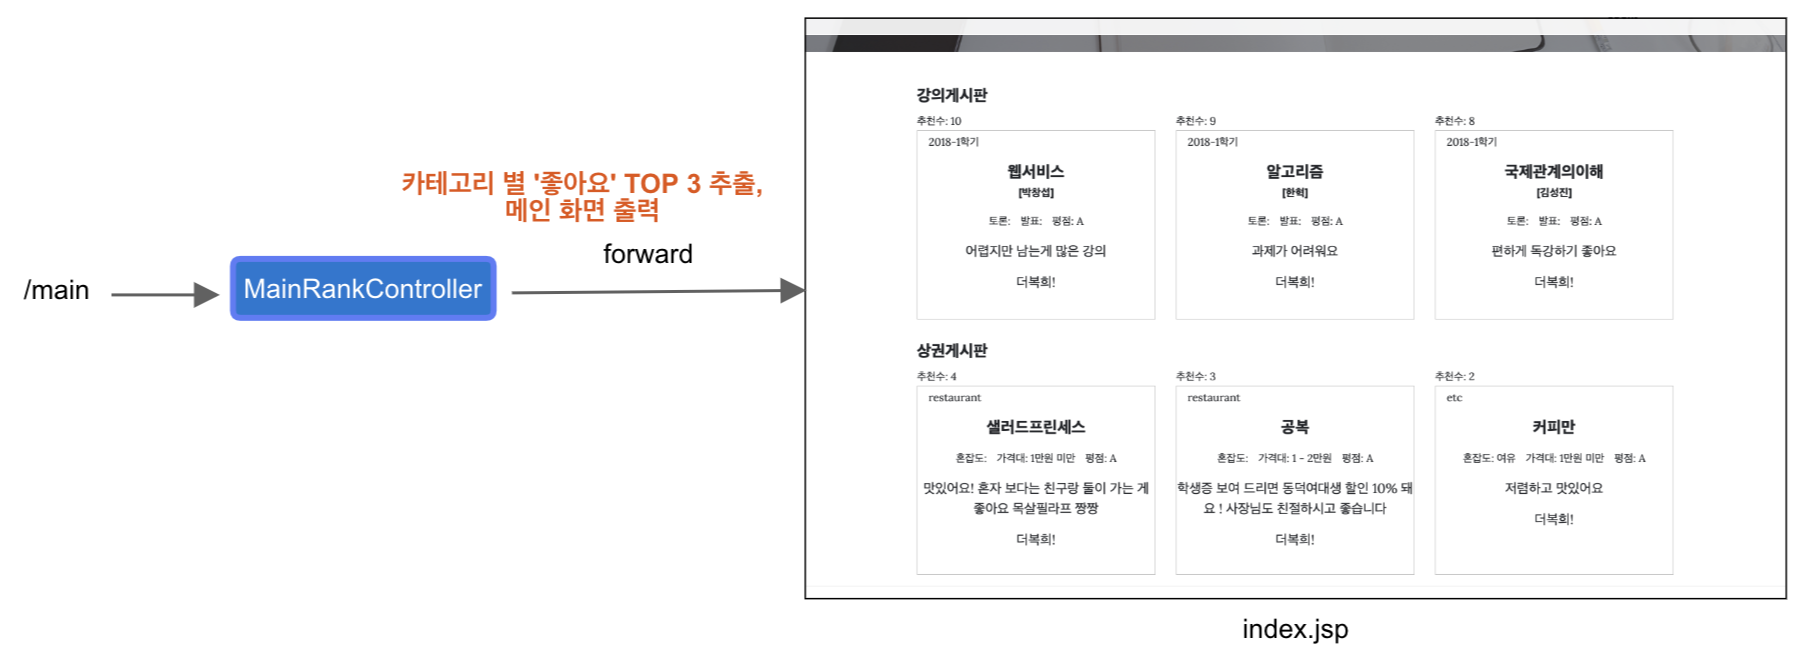 /main
MainRankController
카테고리 별 '좋아요' TOP 3 추출,
메인 화면 출력
forward
강의게시판
추천수: 10
2018-1학기
웹서비스
[박창섭]
토론: 발표: 평점: A
어렵지만 남는게 많은 강의
더복희!
추천수: 9
2018-1학기
알고리즘
[한혁]
토론: 발표: 평점: A
과제가 어려워요
더복희!
추천수: 8
2018-1학기
국제관계의이해
[김성진]
토론: 발표: 평점: A
편하게 독강하기 좋아요
더복희!
상권게시판
추천수: 4
restaurant
샐러드프린세스
혼잡도: 가격대: 1만원 미만 평점: A
맛있어요! 혼자 보다는 친구랑 둘이 가는 게
좋아요 목살필라프 짱짱
더복희!
추천수: 3
restaurant
공복
혼잡도: 가격대: 1 - 2만원 평점: A
학생증 보여 드리면 동덕여대생 할인 10% 돼
요 ! 사장님도 친절하시고 좋습니다
더복희!
추천수: 2
etc
커피만
혼잡도: 여유 가격대: 1만원 미만 평점: A
저렴하고 맛있어요
더복희!
index.jsp